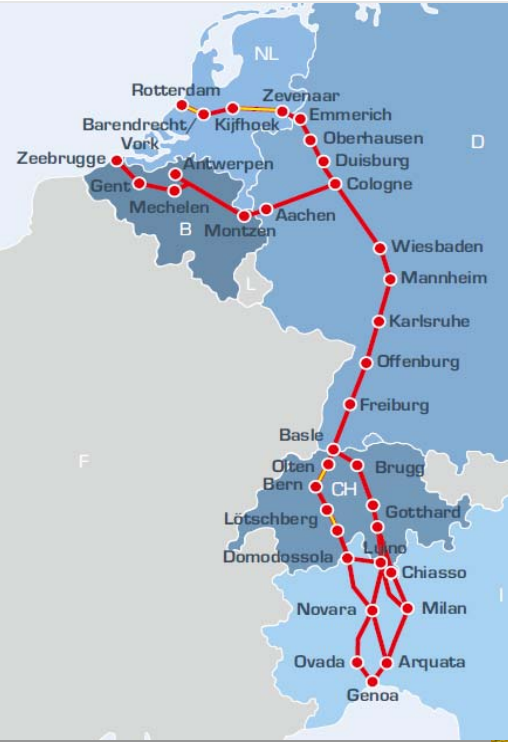 NL
Rotterdam
Zevenaar
Emmerich
Barendrecht/
Vork
Kijfhoek
D
Oberhausen
Zeebrugge
Antwerpen
Duisburg
Gent
Cologne
Mechelen
Aachen
B
Montzen
Wiesbaden
L
Mannheim
Karlsruhe
Offenburg
Freiburg
Basle
F
Olten
Brugg
Bern
CH
Gotthard
Lötschberg
Luino
Domodossola
Chiasso
I
Novara
Milan
Ovada
Arquata
Genoa